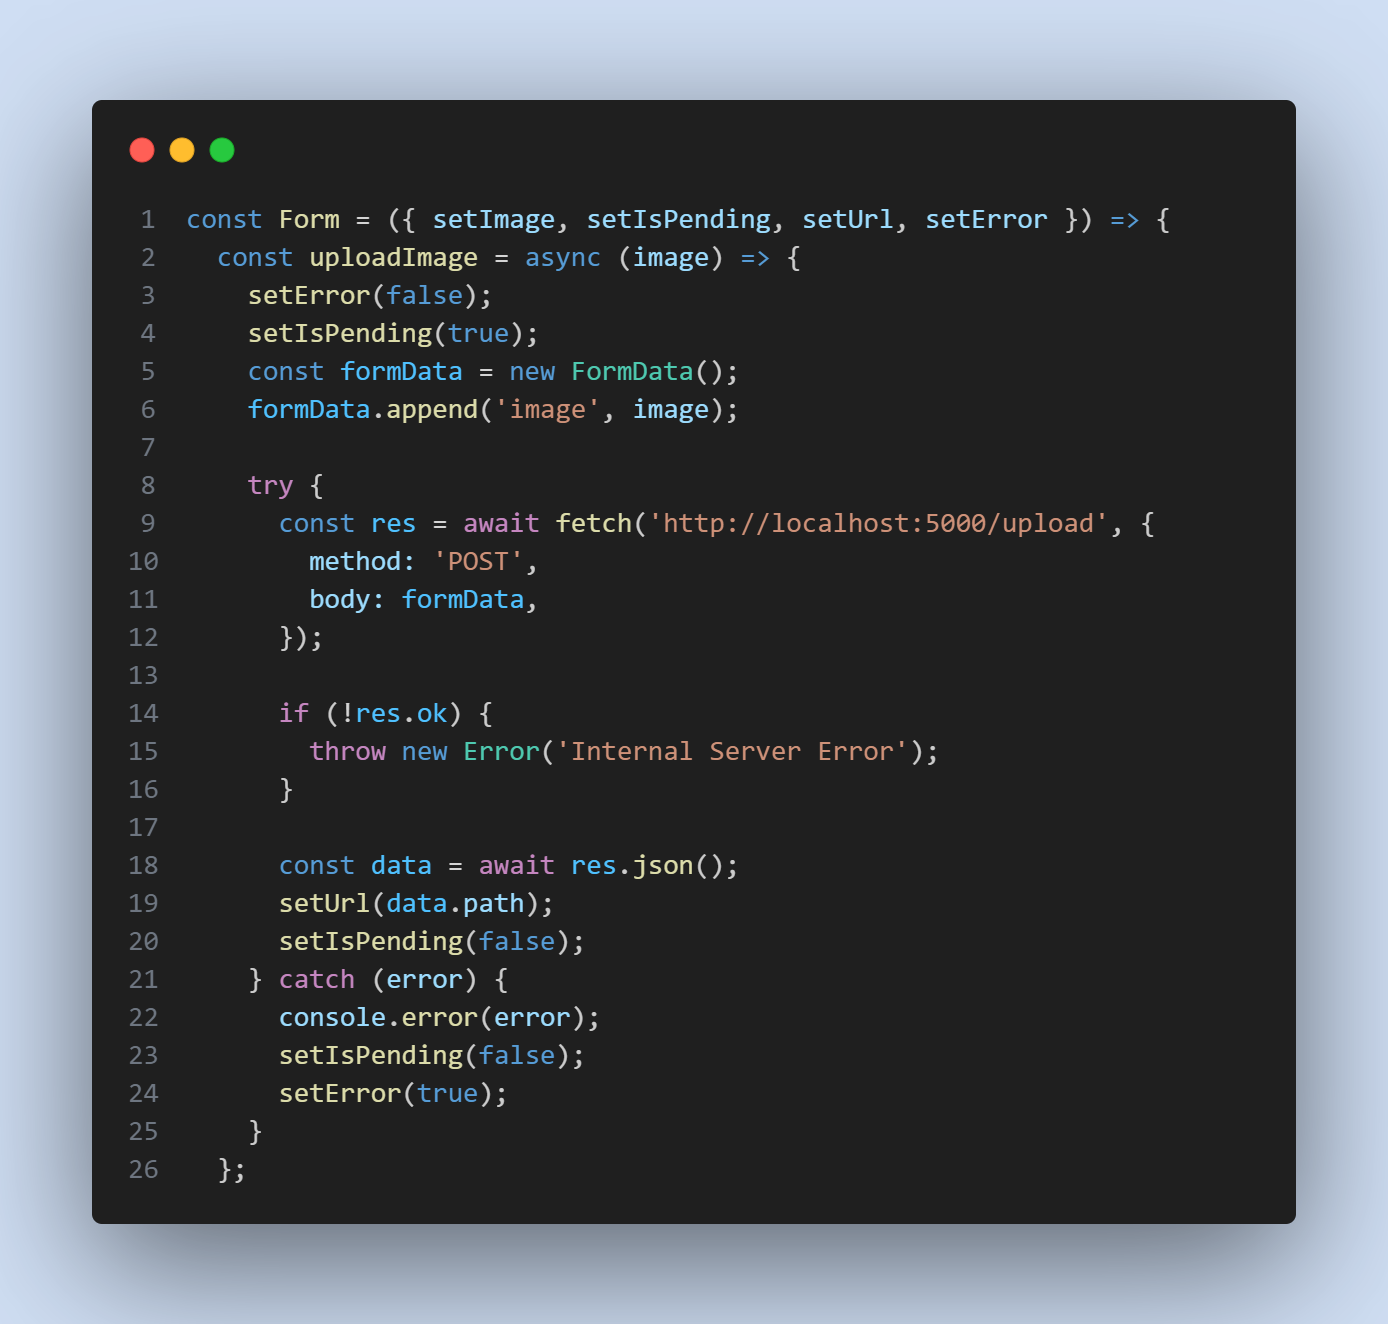 1 const Form = ({ setImage, setIsPending, setUrl, setError }) => {
2   const uploadImage = async (image) => {
3     setError(false);
4     setIsPending(true);
5     const formData = new FormData();
6     formData.append('image', image);
7
8     try {
9       const res = await fetch('http://localhost:5000/upload', {
10         method: 'POST',
11         body: formData,
12       });
13
14       if (!res.ok) {
15         throw new Error('Internal Server Error');
16       }
17
18       const data = await res.json();
19       setUrl(data.path);
20       setIsPending(false);
21     } catch (error) {
22       console.error(error);
23       setIsPending(false);
24       setError(true);
25     }
26   };